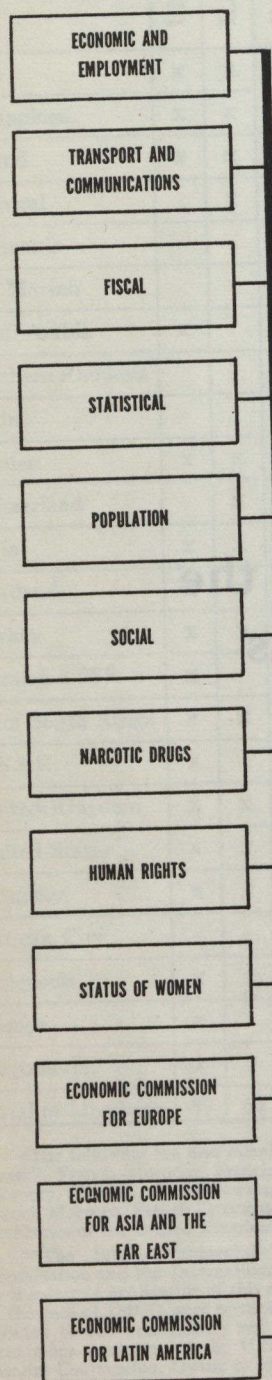 ECONOMIC AND
EMPLOYMENT
TRANSPORT AND
COMMUNICATIONS
FISCAL
STATISTICAL
POPULATION
SOCIAL
the
s
NARCOTIC DRUGS
HUMAN RIGHTS
STATUS OF WOMEN
ECONOMIC COMMISSION
FOR EUROPE
ECONOMIC COMMISSION
FOR ASIA AND THE
FAR EAST
ECONOMIC COMMISSION
FOR LATIN AMERICA